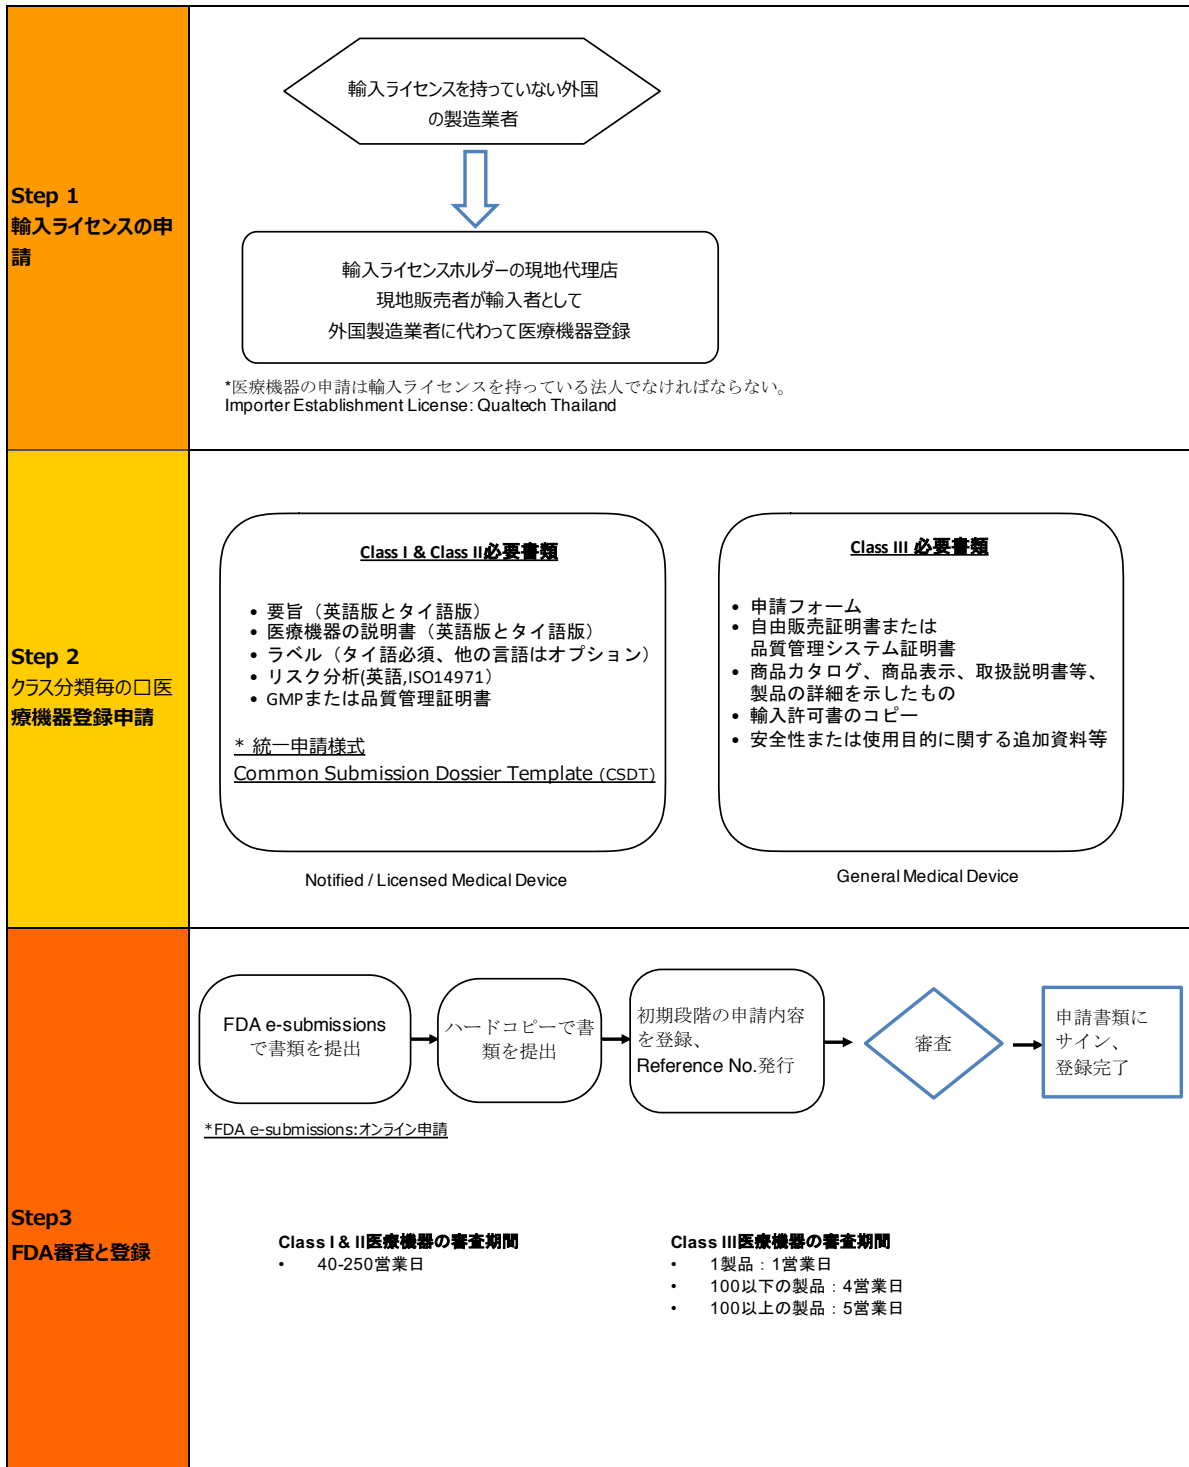 Step 1
輸入ライセンスの申
請
輸入ライセンスを持っていない外国
の製造業者
輸入ライセンスホルダーの現地代理店
現地販売者が輸入者として
外国製造業者に代わって医療機器登録
*医療機器の申請は輸入ライセンスを持っている法人でなければならない。
Importer Establishment License: Qualtech Thailand
Step 2
クラス分類毎の□医
療機器登録申請
Class I & Class II必要書類
• 要旨（英語版とタイ語版）
• 医療機器の説明書（英語版とタイ語版）
• ラベル（タイ語必須、他の言語はオプション）
• リスク分析(英語,ISO14971）
• GMPまたは品質管理証明書
* 統一申請様式
Common Submission Dossier Template (CSDT)
Notified / Licensed Medical Device
Class III 必要書類
• 申請フォーム
• 自由販売証明書または
品質管理システム証明書
• 商品カタログ、商品表示、取扱説明書等、
製品の詳細を示したもの
• 輸入許可書のコピー
• 安全性または使用目的に関する追加資料等
General Medical Device
Step3
FDA審査と登録
FDA e-submissions
で書類を提出
ハードコピーで書
類を提出
初期段階の申請内容
を登録、
Reference No.発行
審査
申請書類に
サイン、
登録完了
*FDA e-submissions:オンライン申請
Class I & II医療機器の審査期間
• 40-250営業日
Class III医療機器の審査期間
• 1製品：1営業日
• 100以下の製品：4営業日
• 100以上の製品：5営業日